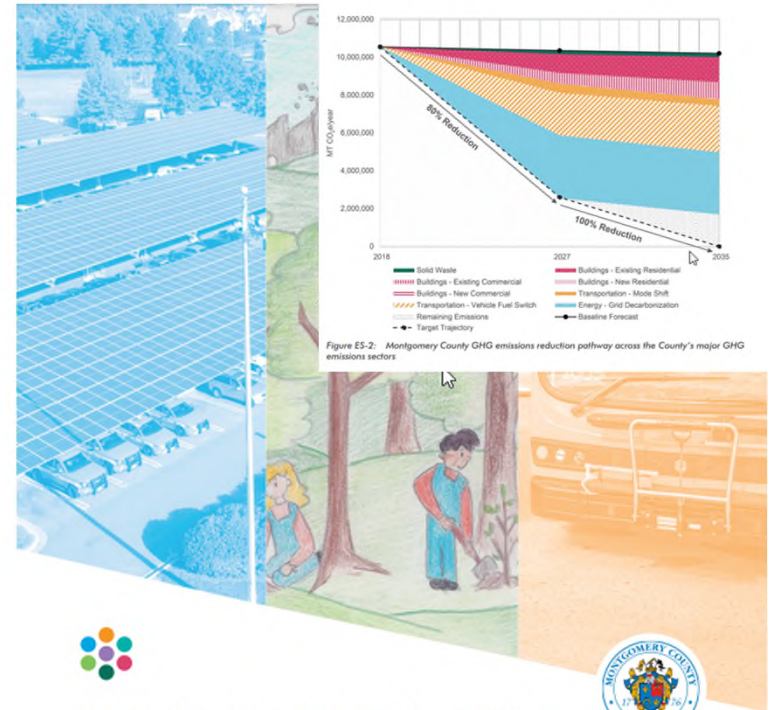 12,000,000
10,000,000
8,000,000
6,000,000
4,000,000
2,000,000
0
MT CO₂e/year
80% Reduction
100% Reduction
2018
2027
2035
Solid Waste
Buildings - Existing Residential
Buildings - Existing Commercial
Buildings - New Residential
Buildings - New Commercial
Transportation - Mode Shift
Transportation - Vehicle Fuel Switch
Energy - Grid Decarbonization
Remaining Emissions
Baseline Forecast
Target Trajectory
Figure ES-2: Montgomery County GHG emissions reduction pathway across the County's major GHG
emissions sectors
MONTGOMERY COUNTY
17 76